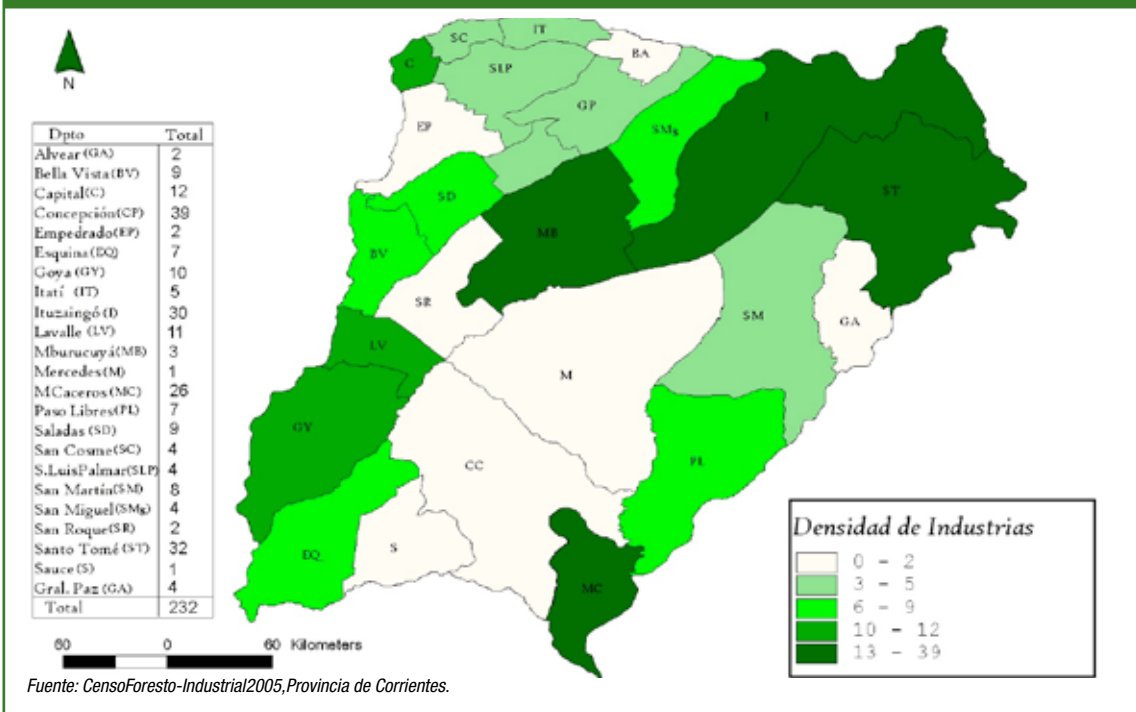 N
Dpto Total
Alvear (GA) 2
Bella Vista(BV) 9
Capital(C) 12
Concepción(CP) 39
Empedrado(EP) 2
Esquina(EQ) 7
Goya (GY) 10
Itatí (IT) 5
Ituzaingó(I) 30
Lavalle (LV) 11
Mburucuyá(MB) 3
Mercedes(M) 1
MCaceros(MC) 26
Paso Libres(PL) 7
Saladas (SD) 9
San Cosme(SC) 4
S.LuisPalmar(SLP) 4
San Martín(SM) 8
San Miguel(SMg) 4
San Roque(SR) 2
Santo Tomé(ST) 32
Sauce(S) 1
Gral. Paz (GA) 4
Total 232
SC IT BA
C SLP
GP
EP SMg I
SD ST
MB
BV
SR SM GA
LV
M
GY
CC PL
EQ S
MC
Densidad de Industrias
0 - 2
3 - 5
6 - 9
10 - 12
13 - 39
60 0 60 Kilometers
Fuente: CensoForesto-Industrial2005,Provincia de Corrientes.